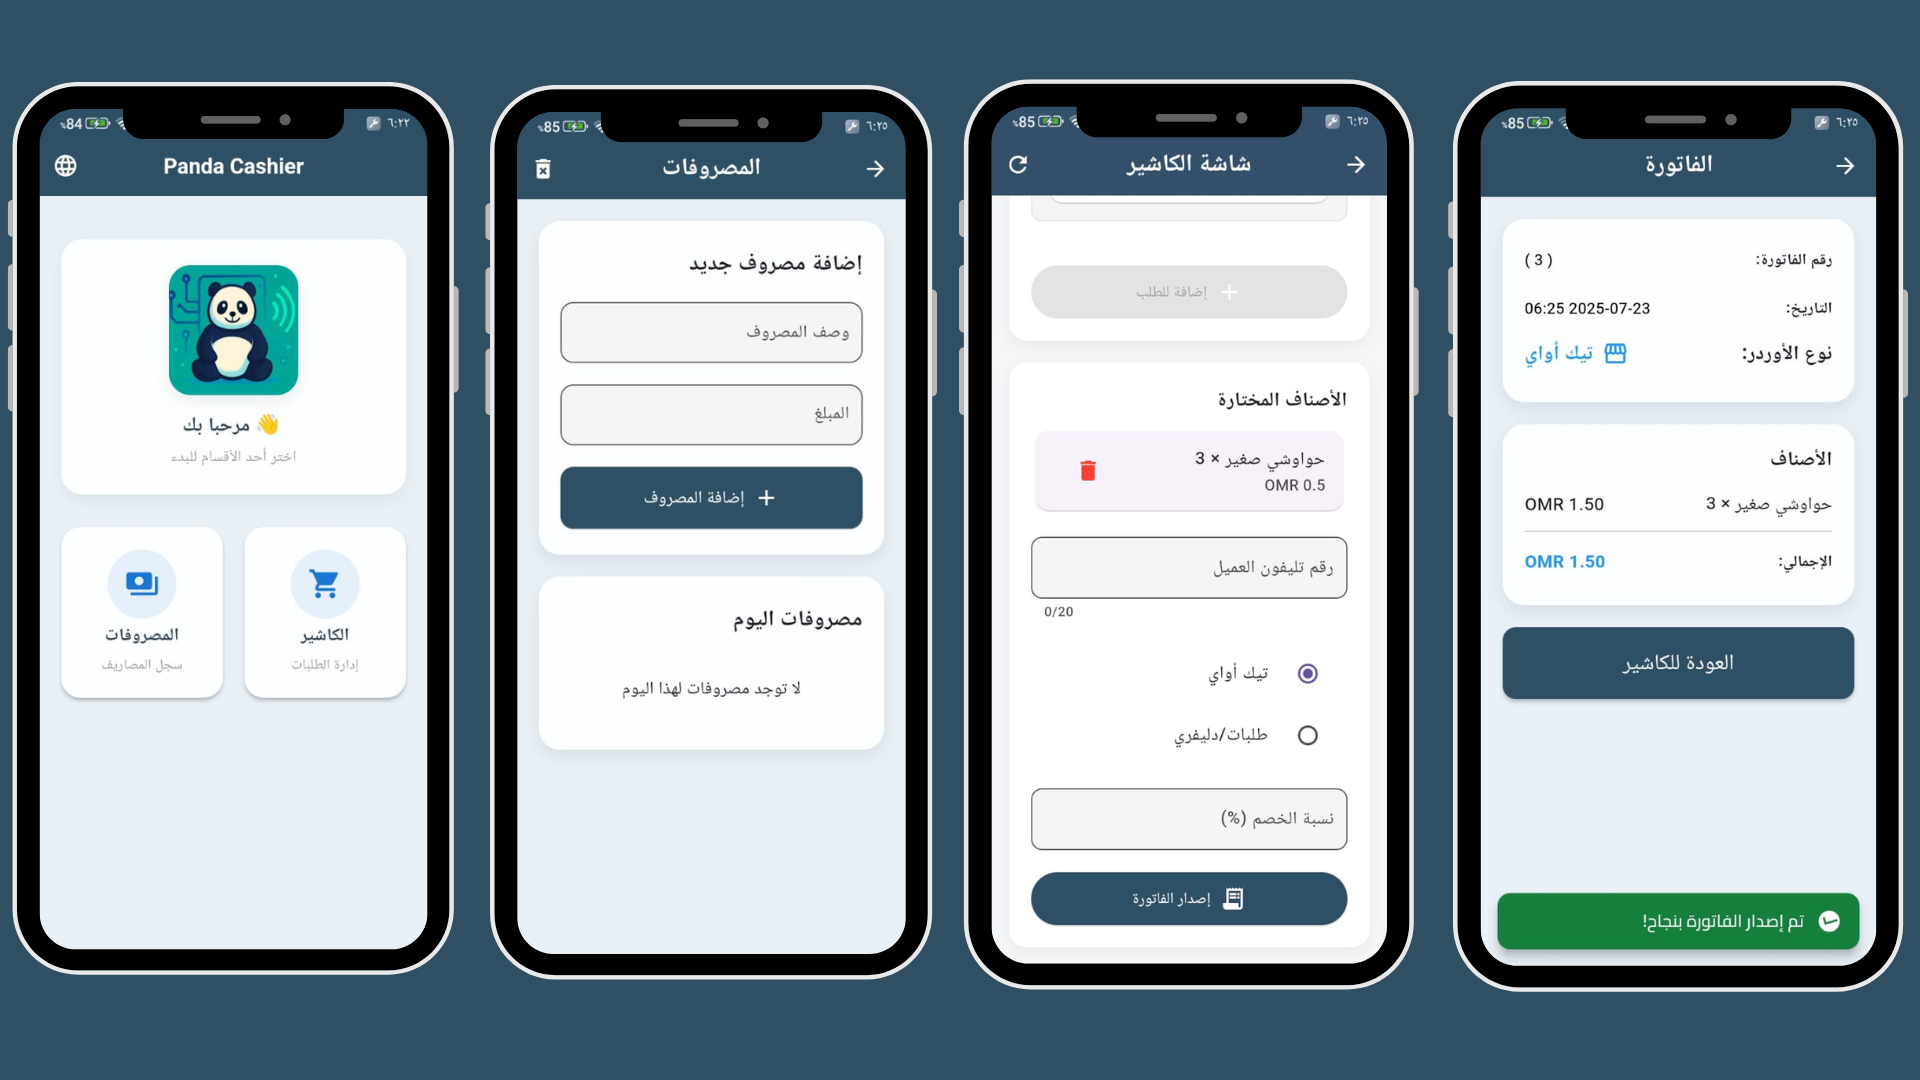 %84
٦:٢٢
Panda Cashier
👋 مرحبا بك
اختر أحد الأقسام للبدء
الكاشير
إدارة الطلبات
المصروفات
سجل المصاريف
%85
٦:٢٥
المصروفات
إضافة مصروف جديد
وصف المصروف
المبلغ
إضافة المصروف
مصروفات اليوم
لا توجد مصروفات لهذا اليوم
%85
٦:٢٥
شاشة الكاشير
إضافة للطلب
الأصناف المختارة
حواوشي صغير × 3
OMR 0.5
رقم تليفون العميل
0/20
تيك أواي
طلبات/دليفري
نسبة الخصم (%)
إصدار الفاتورة
%85
٦:٢٥
الفاتورة
رقم الفاتورة: ( 3 )
التاريخ: 2025-07-23 06:25
نوع الأوردر: تيك أواي
الأصناف
حواوشي صغير × 3 OMR 1.50
الإجمالي: OMR 1.50
العودة للكاشير
تم إصدار الفاتورة بنجاح!